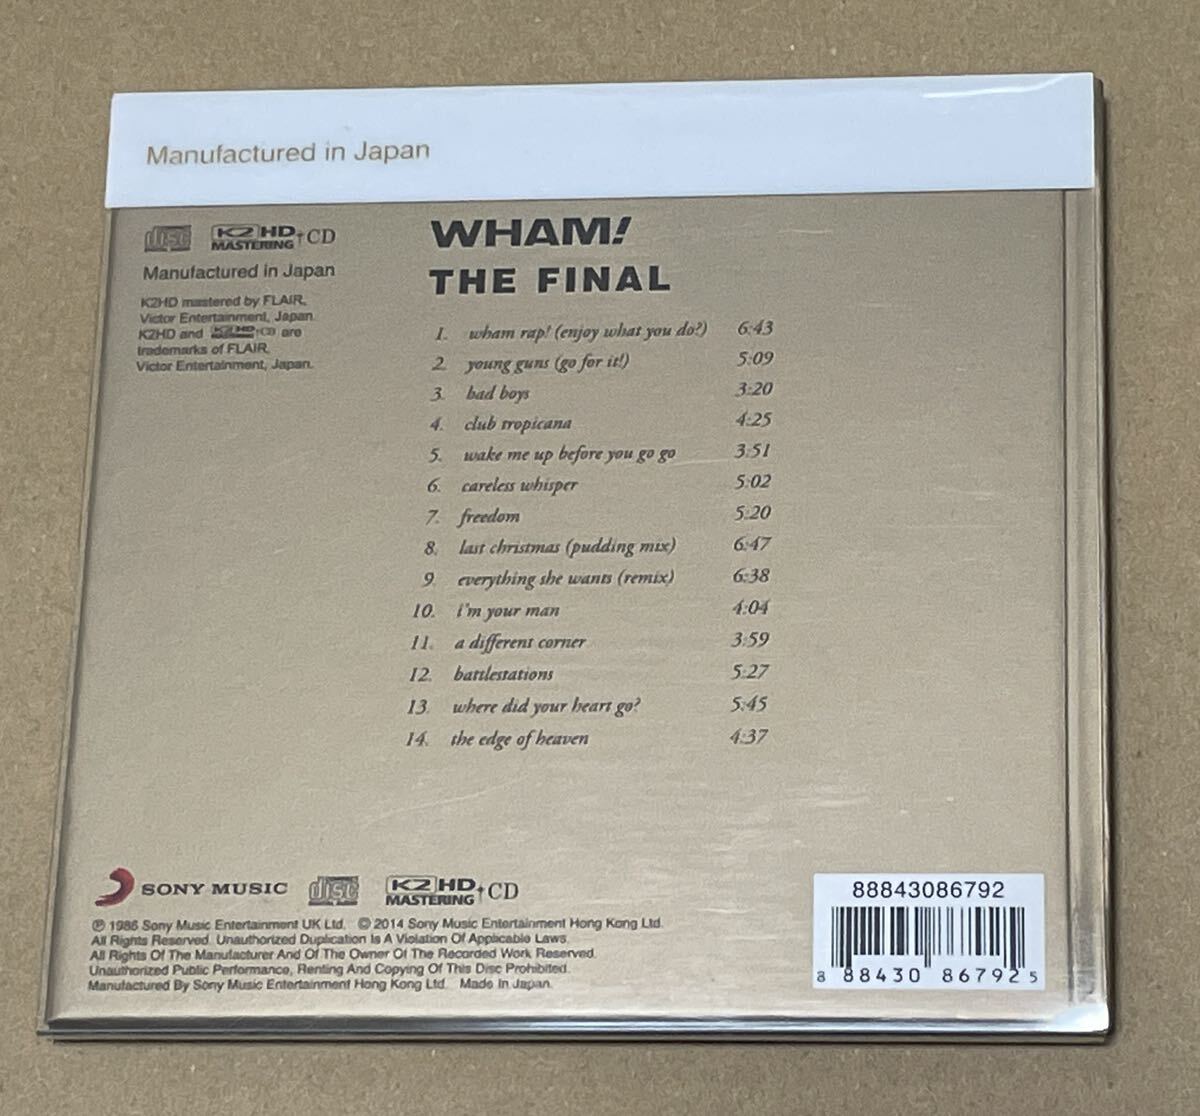 Manufactured in Japan
disc K2 HD MASTERING +CD
Manufactured in Japan
K2HD mastered by FLAIR,
Victor Entertainment, Japan.
K2HD and K2 HD MASTERING +CD are
trademarks of FLAIR,
Victor Entertainment, Japan.
WHAM!
THE FINAL
1. wham rap! (enjoy what you do?) 6:43
2. young guns (go for it!) 5:09
3. bad boys 3:20
4. club tropicana 4:25
5. wake me up before you go go 3:51
6. careless whisper 5:02
7. freedom 5:20
8. last christmas (pudding mix) 6:47
9. everything she wants (remix) 6:38
10. i'm your man 4:04
11. a different corner 3:59
12. battlestations 5:27
13. where did your heart go? 5:45
14. the edge of heaven 4:37
SONY MUSIC disc K2 HD MASTERING +CD
℗ 1986 Sony Music Entertainment UK Ltd. © 2014 Sony Music Entertainment Hong Kong Ltd.
All Rights Reserved. Unauthorized Duplication Is A Violation Of Applicable Laws.
All Rights Of The Manufacturer And Of The Owner Of The Recorded Work Reserved.
Unauthorized Public Performance, Renting And Copying Of This Disc Prohibited.
Manufactured By Sony Music Entertainment Hong Kong Ltd. Made In Japan.
88843086792
8 88430 86792 5